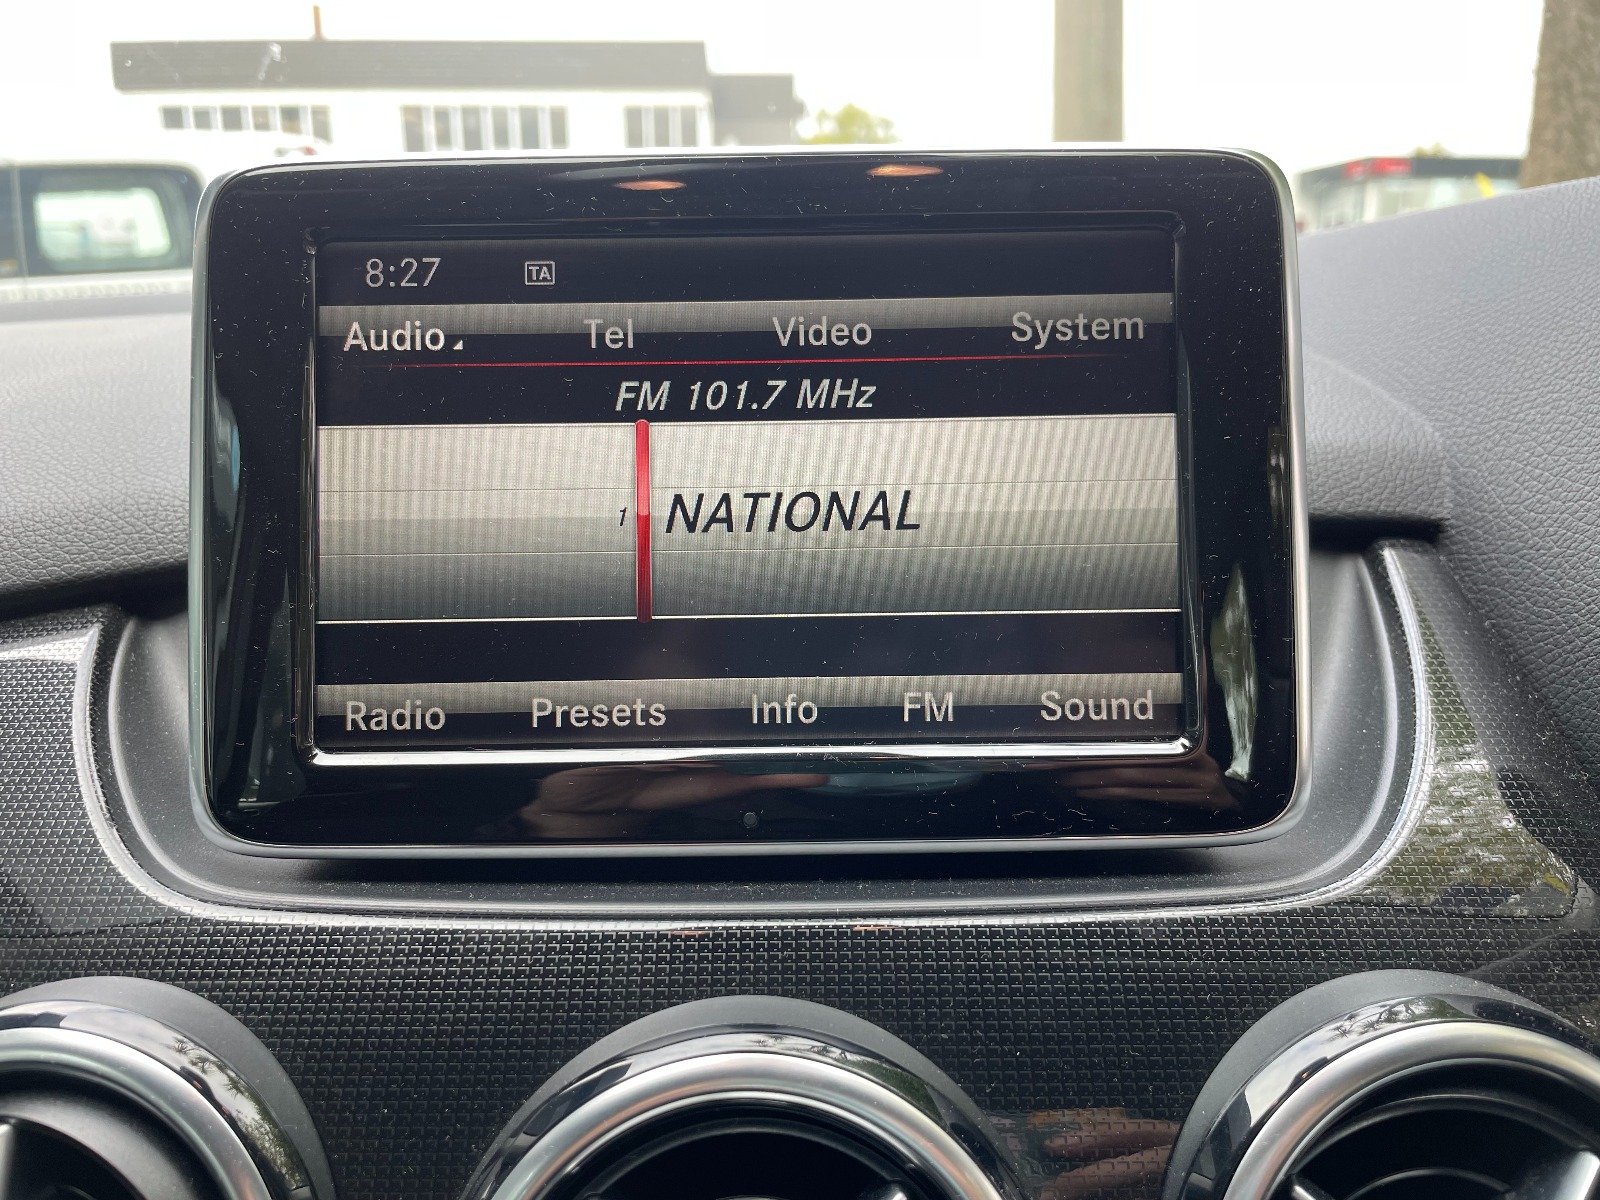 8:27 TA
Audio Tel Video System
FM 101.7 MHz
1 NATIONAL
Radio Presets Info FM Sound